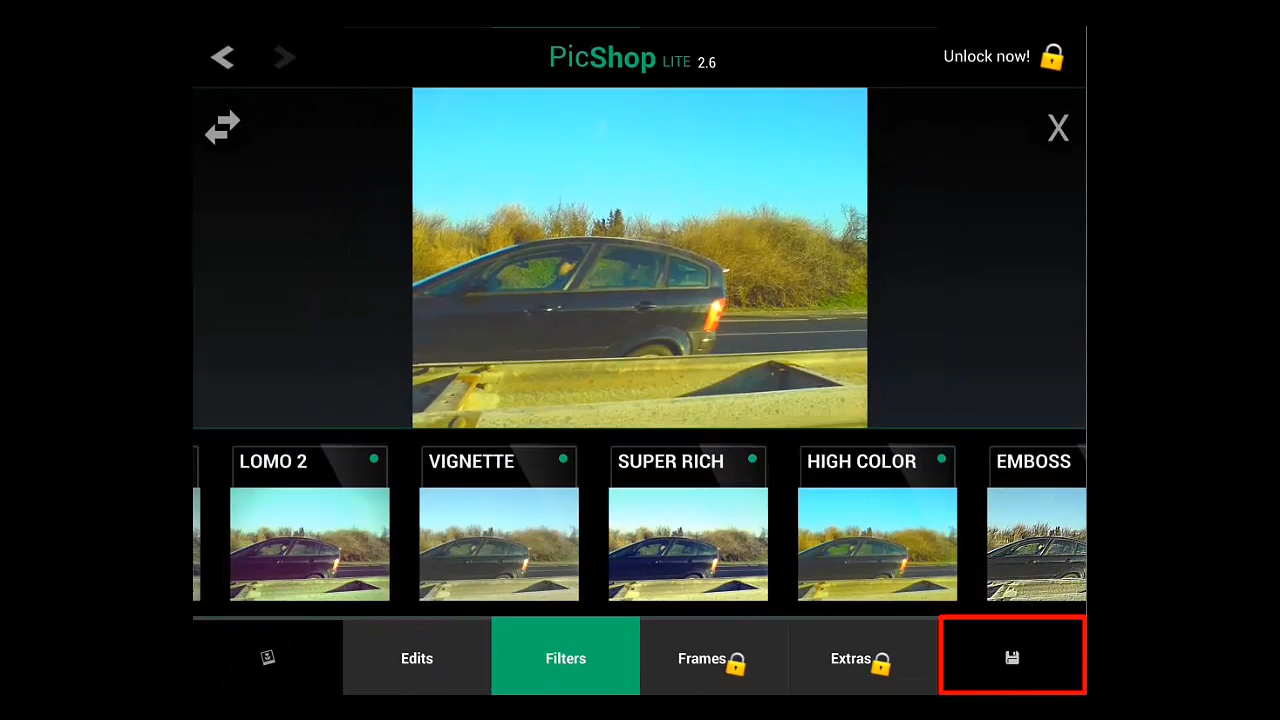 PicShop LITE 2.6
Unlock now!
X
LOMO 2
VIGNETTE
SUPER RICH
HIGH COLOR
EMBOSS
Edits
Filters
Frames
Extras